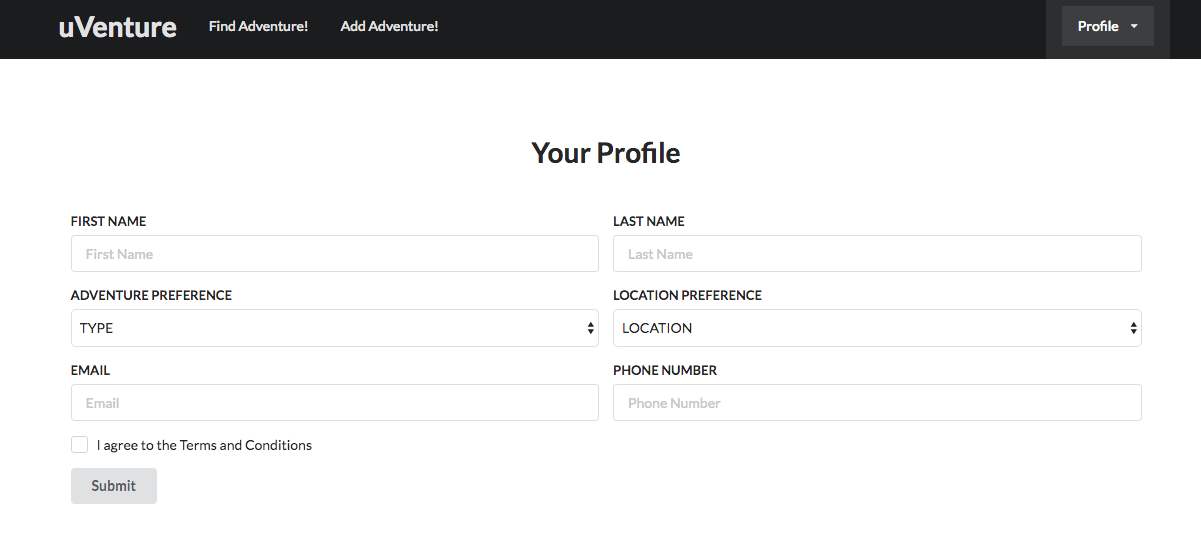 uVenture Find Adventure! Add Adventure! Profile
Your Profile
FIRST NAME LAST NAME
First Name Last Name
ADVENTURE PREFERENCE LOCATION PREFERENCE
TYPE LOCATION
EMAIL PHONE NUMBER
Email Phone Number
I agree to the Terms and Conditions
Submit